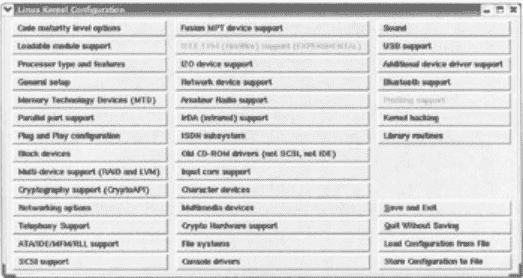 Linux Kernel Configuration
Code maturity level options
Loadable module support
Processor type and features
General setup
Memory Technology Devices (MTD)
Parallel port support
Plug and Play configuration
Block devices
Multi-device support (RAID and LVM)
Cryptography support (CryptoAPI)
Networking options
Telephony Support
ATA/IDE/MFM/RLL support
SCSI support
Fusion MPT device support
IEEE 1394 (FireWire) support (EXPERIMENTAL)
I2O device support
Network device support
Amateur Radio support
IrDA (infrared) support
ISDN subsystem
Old CD-ROM drivers (not SCSI, not IDE)
Input core support
Character devices
Multimedia devices
Crypto Hardware support
File systems
Console drivers
Sound
USB support
Additional device driver support
Bluetooth support
Profiling support
Kernel hacking
Library routines
Save and Exit
Quit Without Saving
Load Configuration from File
Store Configuration to File